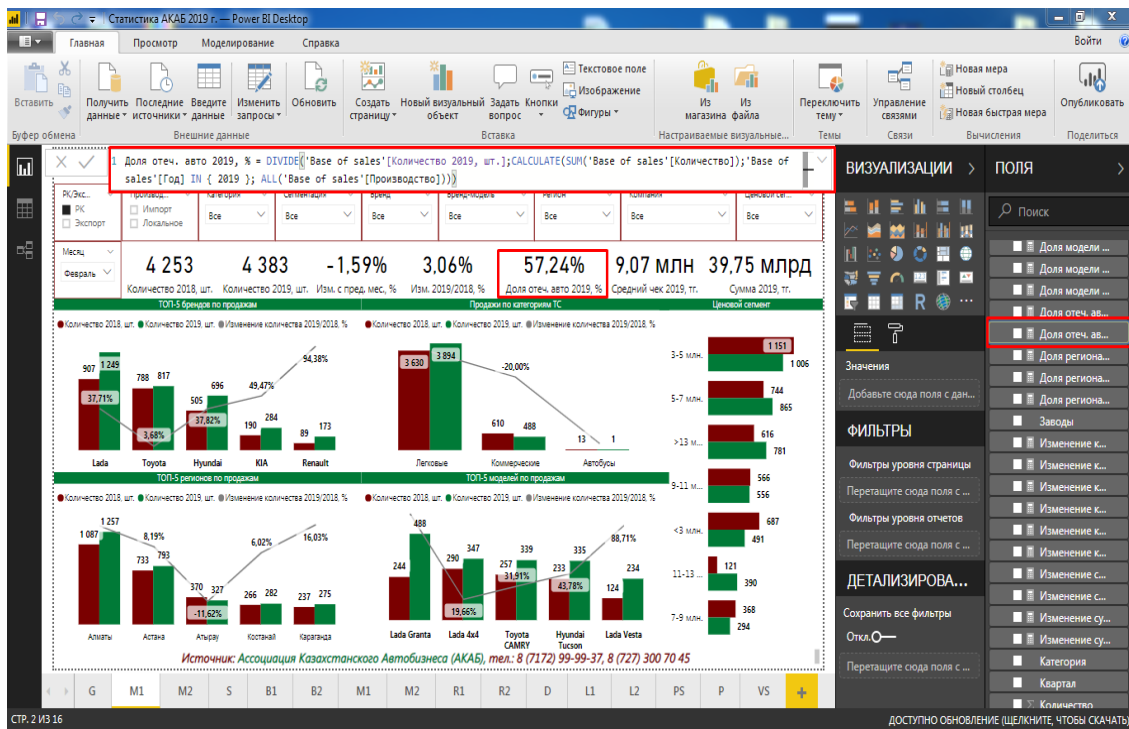 Статистика АКАБ 2019 г. — Power BI Desktop
Главная Просмотр Моделирование Справка Войти
Вставить
Буфер обмена
Получить данные Последние источники Введите данные Изменить запросы Обновить
Внешние данные
Создать страницу Новый визуальный объект Задать вопрос Кнопки Текстовое поле Изображение Фигуры
Вставка
Из магазина Из файла
Настраиваемые визуальные...
Переключить тему
Темы
Управление связями
Связи
Новая мера
Новый столбец
Новая быстрая мера
Вычисления
Опубликовать
Поделиться
1 Доля отеч. авто 2019, % = DIVIDE('Base of sales'[Количество 2019, шт.];CALCULATE(SUM('Base of sales'[Количество]);'Base of
sales'[Год] IN { 2019 }; ALL('Base of sales'[Производство])))
РК/Экс... Производ... Категория Сегментация Бренд Бренд-модель Регион Компания Ценовой сег...
РК Импорт Все Все Все Все Все Все Все
Экспорт Локальное
Месяц
Февраль
4 253 4 383 -1,59% 3,06% 57,24% 9,07 млн 39,75 млрд
Количество 2018, шт. Количество 2019, шт. Изм. с пред. мес, % Изм. 2019/2018, % Доля отеч. авто 2019, % Средний чек 2019, тг. Сумма 2019, тг.
ТОП-5 брендов по продажам Продажи по категориям ТС Ценовой сегмент
Количество 2018, шт. Количество 2019, шт. Изменение количества 2019/2018, %
907 1 249 37,71%
788 817 3,68%
505 696 37,82%
190 284 49,47%
89 173 94,38%
Lada Toyota Hyundai KIA Renault
Количество 2018, шт. Количество 2019, шт. Изменение количества 2019/2018, %
3 630 3 894
-20,00%
610 488
13 1
Легковые Коммерческие Автобусы
3-5 млн. 1 151 1 006
5-7 млн. 744 865
>13 м... 616 781
9-11 м... 566 556
<3 млн. 687 491
11-13 ... 121 390
7-9 млн. 368 294
ТОП-5 регионов по продажам ТОП-5 моделей по продажам
Количество 2018, шт. Количество 2019, шт. Изменение количества 2019/2018, %
1 087 1 257
8,19% 733 793
370 327 -11,62%
6,02% 266 282
16,03% 237 275
Алматы Астана Атырау Костанай Караганда
Количество 2018, шт. Количество 2019, шт. Изменение количества 2019/2018, %
244 488
290 347 19,66%
257 339 31,91%
233 335 43,78%
124 234 88,71%
Lada Granta Lada 4x4 Toyota CAMRY Hyundai Tucson Lada Vesta
Источник: Ассоциация Казахстанского Автобизнеса (АКАБ), тел.: 8 (7172) 99-99-37, 8 (727) 300 70 45
G M1 M2 S B1 B2 M1 M2 R1 R2 D L1 L2 PS P VS +
СТР. 2 ИЗ 16
ВИЗУАЛИЗАЦИИ
R
Значения
Добавьте сюда поля с дан...
ФИЛЬТРЫ
Фильтры уровня страницы
Перетащите сюда поля с ...
Фильтры уровня отчетов
Перетащите сюда поля с ...
ДЕТАЛИЗИРОВА...
Сохранить все фильтры
Откл.
Перетащите сюда поля с ...
ПОЛЯ
Поиск
Доля модели ...
Доля модели ...
Доля модели ...
Доля отеч. ав...
Доля отеч. ав...
Доля региона...
Доля региона...
Доля региона...
Заводы
Изменение к...
Изменение к...
Изменение к...
Изменение к...
Изменение к...
Изменение к...
Изменение с...
Изменение с...
Изменение су...
Изменение су...
Категория
Квартал
Количество
ДОСТУПНО ОБНОВЛЕНИЕ (ЩЕЛКНИТЕ, ЧТОБЫ СКАЧАТЬ)